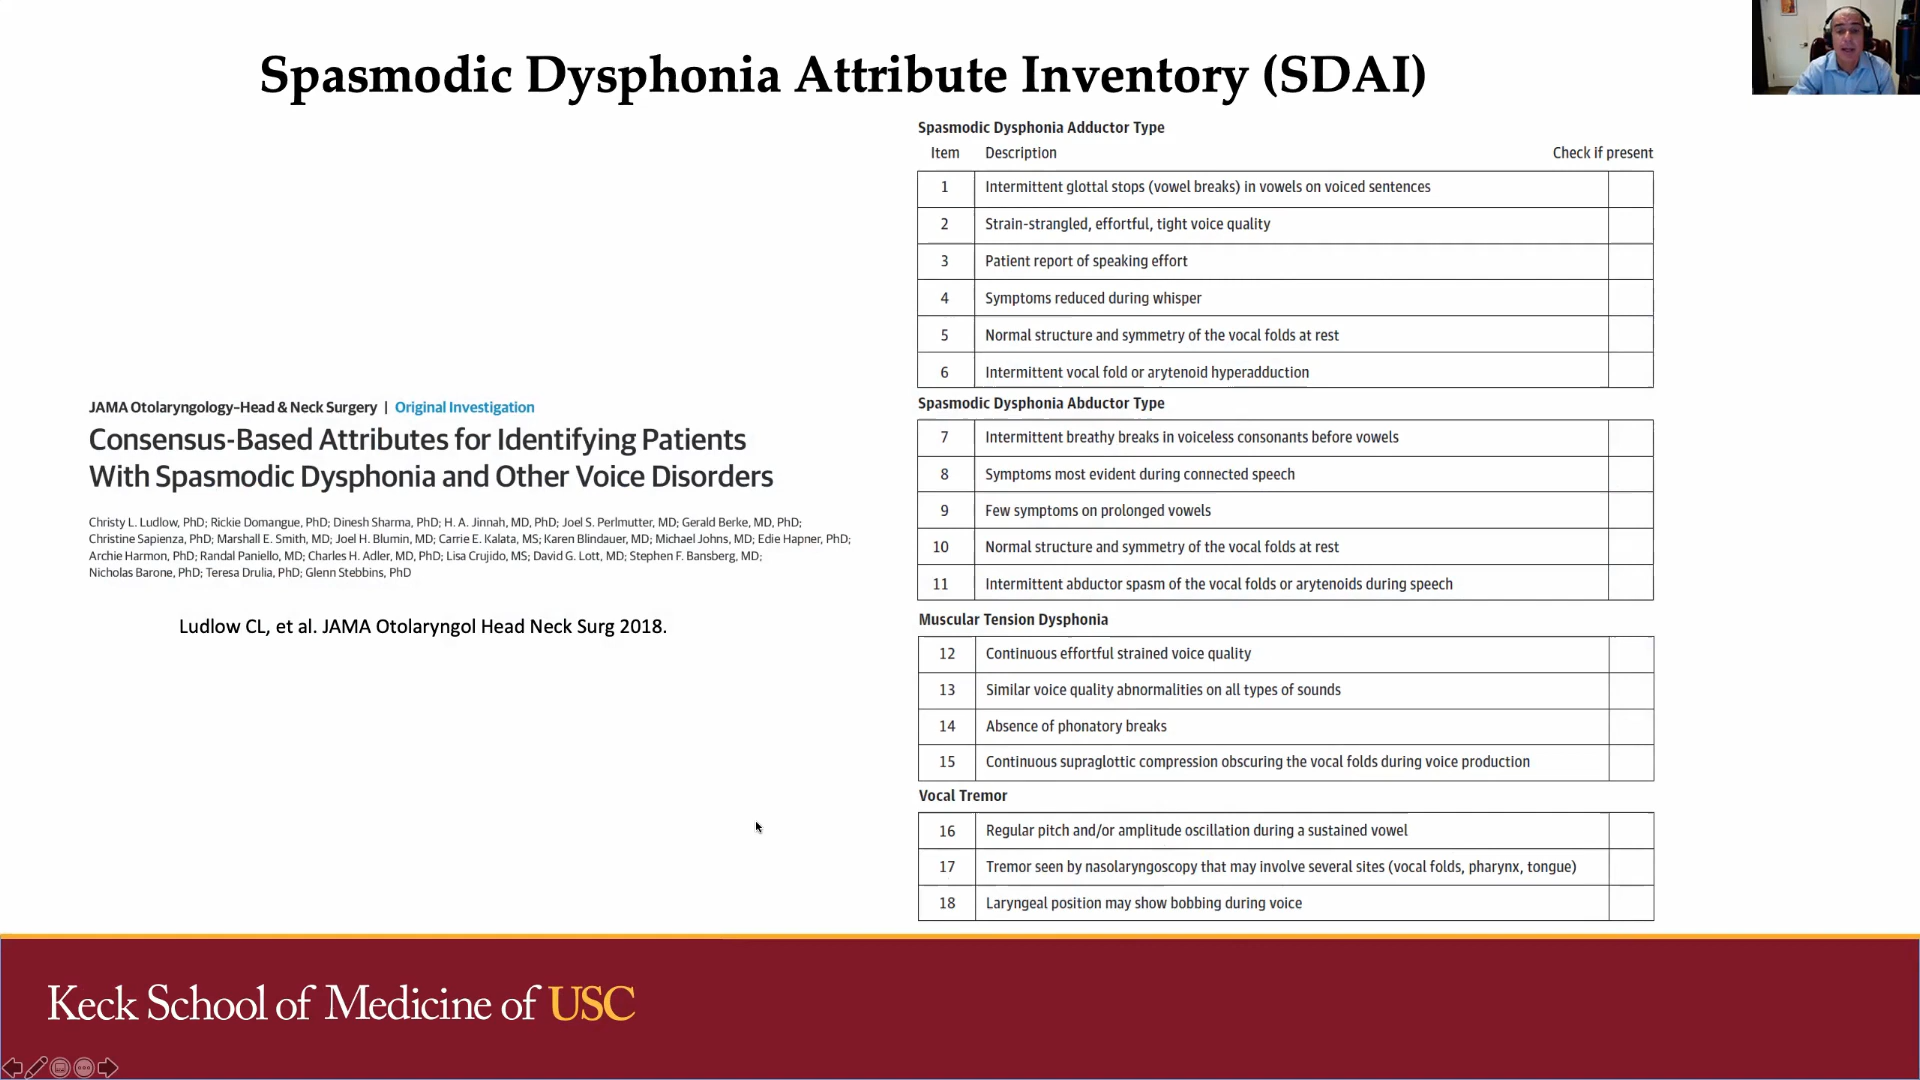 Spasmodic Dysphonia Attribute Inventory (SDAI)
JAMA Otolaryngology–Head & Neck Surgery | Original Investigation
Consensus-Based Attributes for Identifying Patients
With Spasmodic Dysphonia and Other Voice Disorders
Christy L. Ludlow, PhD; Rickie Domangue, PhD; Dinesh Sharma, PhD; H. A. Jinnah, MD, PhD; Joel S. Perlmutter, MD; Gerald Berke, MD, PhD;
Christine Sapienza, PhD; Marshall E. Smith, MD; Joel H. Blumin, MD; Carrie E. Kalata, MS; Karen Blindauer, MD; Michael Johns, MD; Edie Hapner, PhD;
Archie Harmon, PhD; Randal Paniello, MD; Charles H. Adler, MD, PhD; Lisa Crujido, MS; David G. Lott, MD; Stephen F. Bansberg, MD;
Nicholas Barone, PhD; Teresa Drulia, PhD; Glenn Stebbins, PhD
Ludlow CL, et al. JAMA Otolaryngol Head Neck Surg 2018.
Spasmodic Dysphonia Adductor Type
Item Description Check if present
1 Intermittent glottal stops (vowel breaks) in vowels on voiced sentences
2 Strain-strangled, effortful, tight voice quality
3 Patient report of speaking effort
4 Symptoms reduced during whisper
5 Normal structure and symmetry of the vocal folds at rest
6 Intermittent vocal fold or arytenoid hyperadduction
Spasmodic Dysphonia Abductor Type
7 Intermittent breathy breaks in voiceless consonants before vowels
8 Symptoms most evident during connected speech
9 Few symptoms on prolonged vowels
10 Normal structure and symmetry of the vocal folds at rest
11 Intermittent abductor spasm of the vocal folds or arytenoids during speech
Muscular Tension Dysphonia
12 Continuous effortful strained voice quality
13 Similar voice quality abnormalities on all types of sounds
14 Absence of phonatory breaks
15 Continuous supraglottic compression obscuring the vocal folds during voice production
Vocal Tremor
16 Regular pitch and/or amplitude oscillation during a sustained vowel
17 Tremor seen by nasolaryngoscopy that may involve several sites (vocal folds, pharynx, tongue)
18 Laryngeal position may show bobbing during voice
Keck School of Medicine of USC